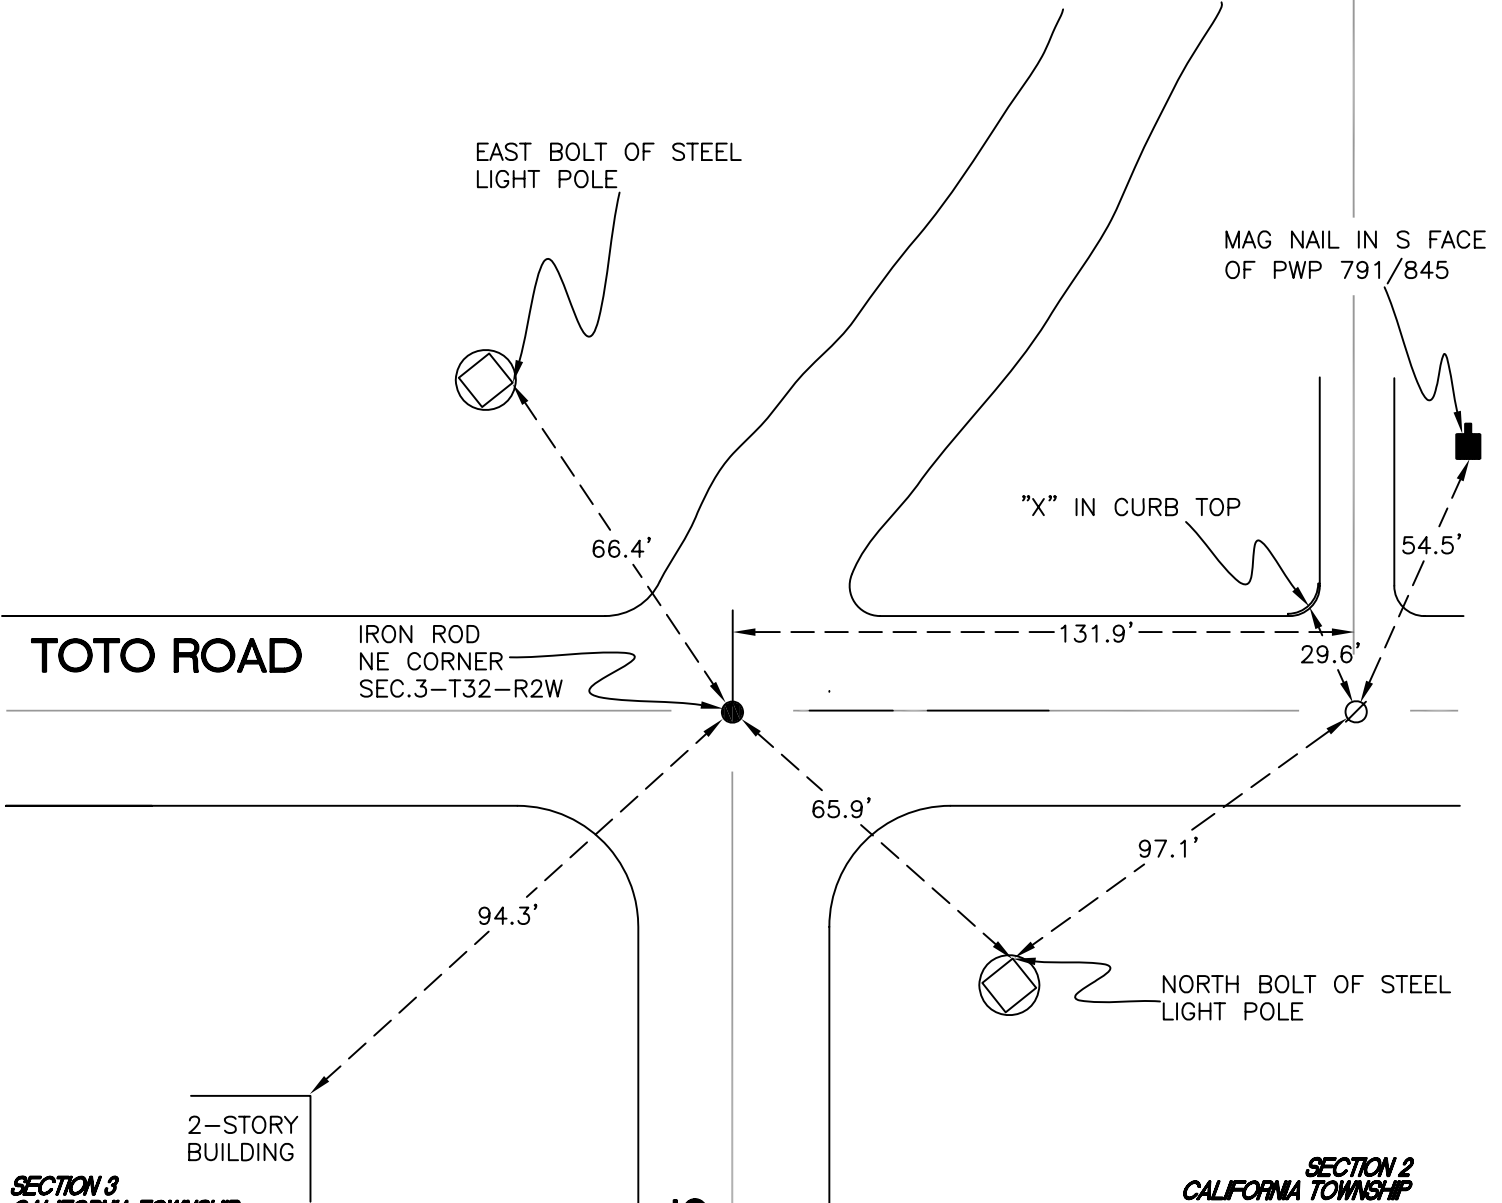 EAST BOLT OF STEEL
LIGHT POLE
MAG NAIL IN S FACE
OF PWP 791/845
"X" IN CURB TOP
66.4'
54.5'
TOTO ROAD
IRON ROD
NE CORNER
SEC.3-T32-R2W
131.9'
29.6'
65.9'
97.1'
94.3'
NORTH BOLT OF STEEL
LIGHT POLE
2-STORY
BUILDING
SECTION 3
CALIFORNIA TOWNSHIP
SECTION 2
CALIFORNIA TOWNSHIP